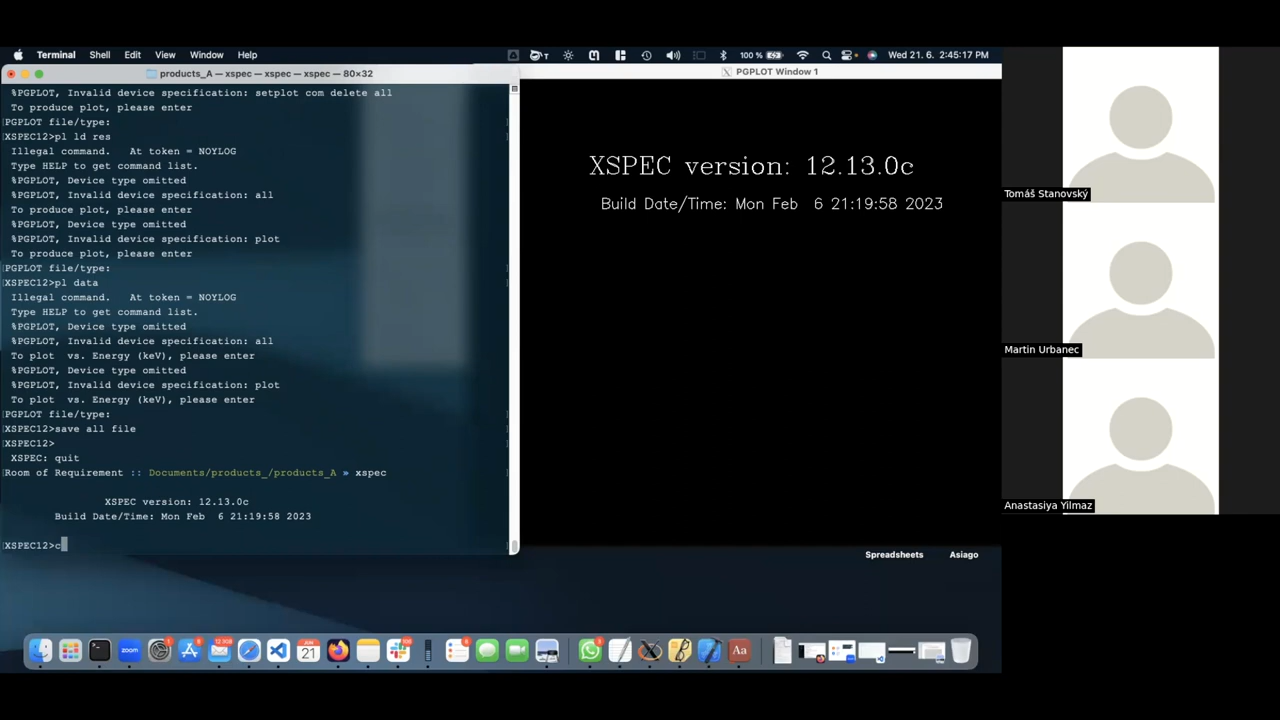 Terminal Shell Edit View Window Help
100 % Wed 21. 6. 2:45:17 PM
products_A — xspec — xspec — xspec — 80×32
%PGPLOT, Invalid device specification: setplot com delete all
To produce plot, please enter
PGPLOT file/type:
XSPEC12>pl ld res
Illegal command. At token = NOYLOG
Type HELP to get command list.
%PGPLOT, Device type omitted
%PGPLOT, Invalid device specification: all
To produce plot, please enter
%PGPLOT, Device type omitted
%PGPLOT, Invalid device specification: plot
To produce plot, please enter
PGPLOT file/type:
XSPEC12>pl data
Illegal command. At token = NOYLOG
Type HELP to get command list.
%PGPLOT, Device type omitted
%PGPLOT, Invalid device specification: all
To plot vs. Energy (keV), please enter
%PGPLOT, Device type omitted
%PGPLOT, Invalid device specification: plot
To plot vs. Energy (keV), please enter
PGPLOT file/type:
XSPEC12>save all file
XSPEC12>
XSPEC: quit
Room of Requirement :: Documents/products_/products_A » xspec
XSPEC version: 12.13.0c
Build Date/Time: Mon Feb 6 21:19:58 2023
XSPEC12>c
PGPLOT Window 1
XSPEC version: 12.13.0c
Build Date/Time: Mon Feb 6 21:19:58 2023
Spreadsheets Asiago
Tomáš Stanovský
Martin Urbanec
Anastasiya Yilmaz
zoom
JUN
21
Aa